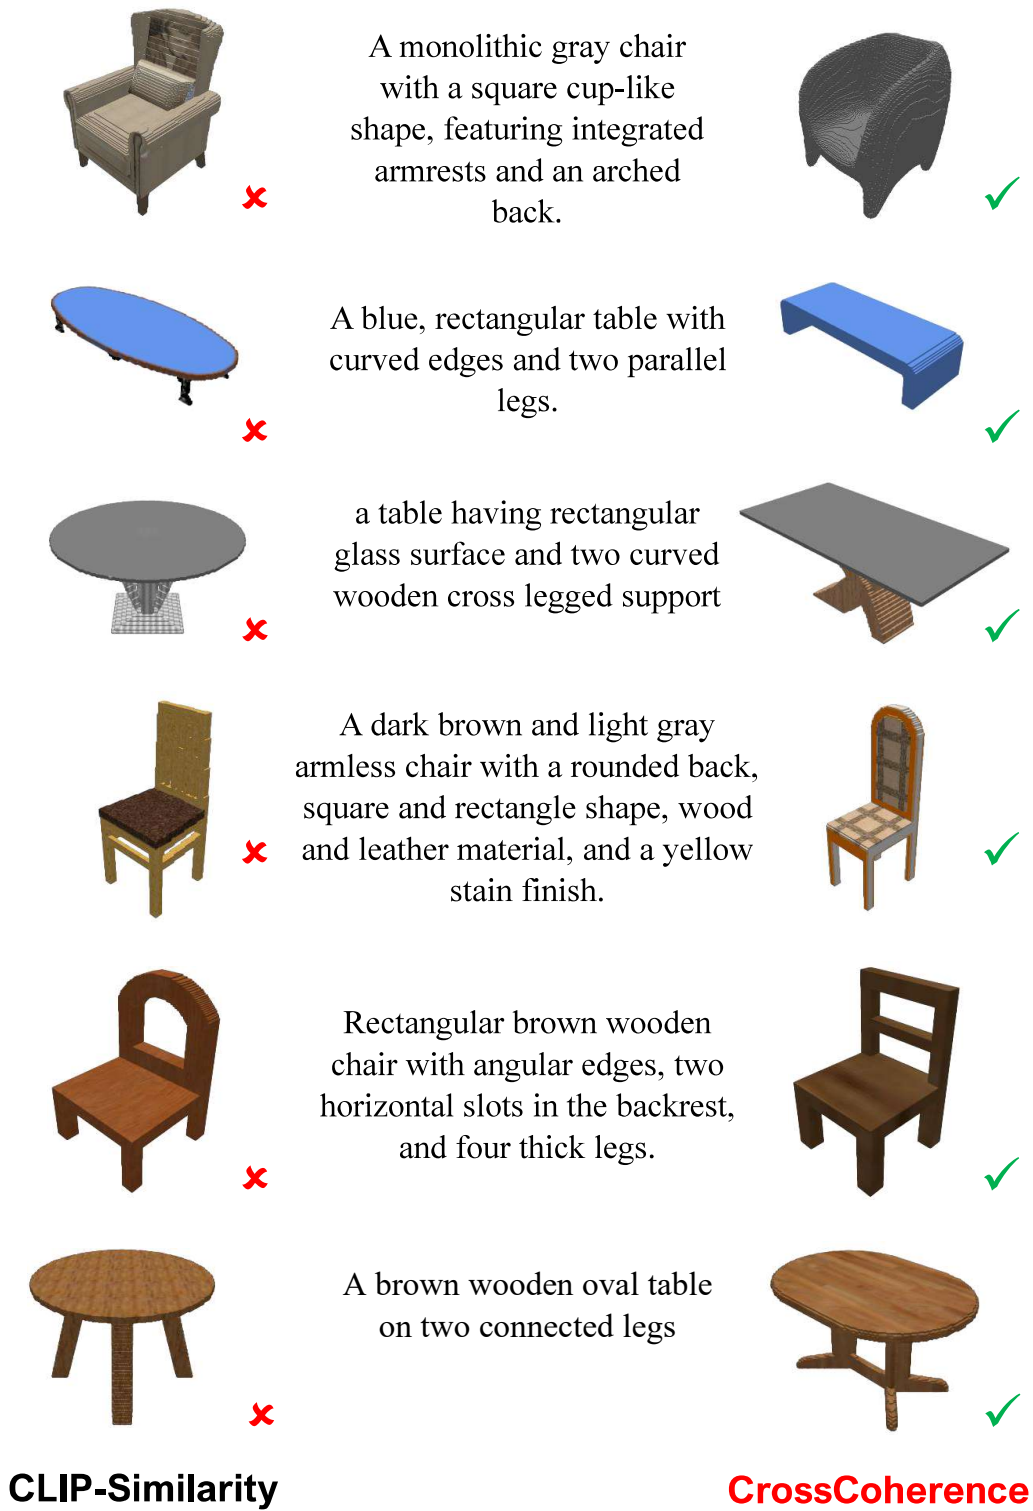 A monolithic gray chair
with a square cup-like
shape, featuring integrated
armrests and an arched
back.
A blue, rectangular table with
curved edges and two parallel
legs.
a table having rectangular
glass surface and two curved
wooden cross legged support
A dark brown and light gray
armless chair with a rounded back,
square and rectangle shape, wood
and leather material, and a yellow
stain finish.
Rectangular brown wooden
chair with angular edges, two
horizontal slots in the backrest,
and four thick legs.
A brown wooden oval table
on two connected legs
CLIP-Similarity
CrossCoherence